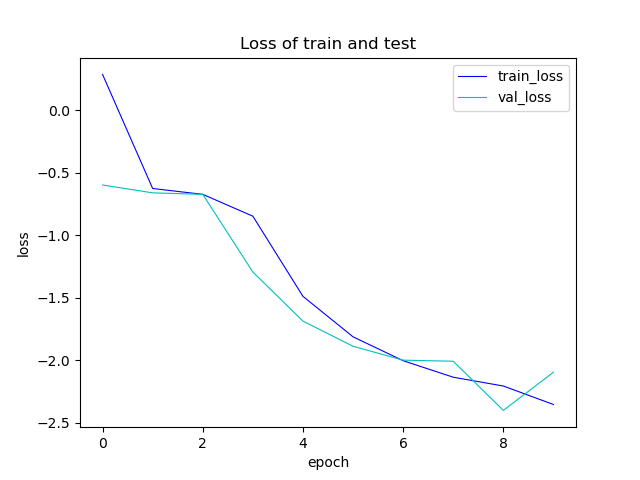 Loss of train and test
train_loss
val_loss
0.0
−0.5
−1.0
−1.5
−2.0
−2.5
loss
0 2 4 6 8
epoch